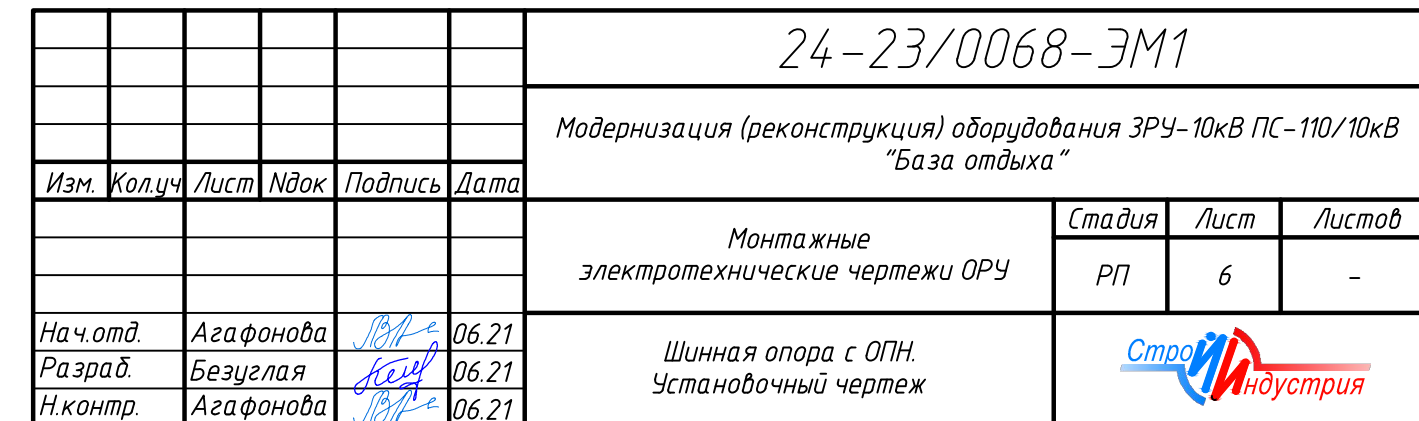 24-23/0068-ЭМ1
Модернизация (реконструкция) оборудования ЗРУ-10кВ ПС-110/10кВ
"База отдыха"
Изм. Кол.уч Лист Nдок Подпись Дата
Монтажные
электротехнические чертежи ОРУ
Стадия Лист Листов
РП 6 -
Нач.отд. Агафонова 06.21
Разраб. Безуглая 06.21
Н.контр. Агафонова 06.21
Шинная опора с ОПН.
Установочный чертеж
СтройИндустрия